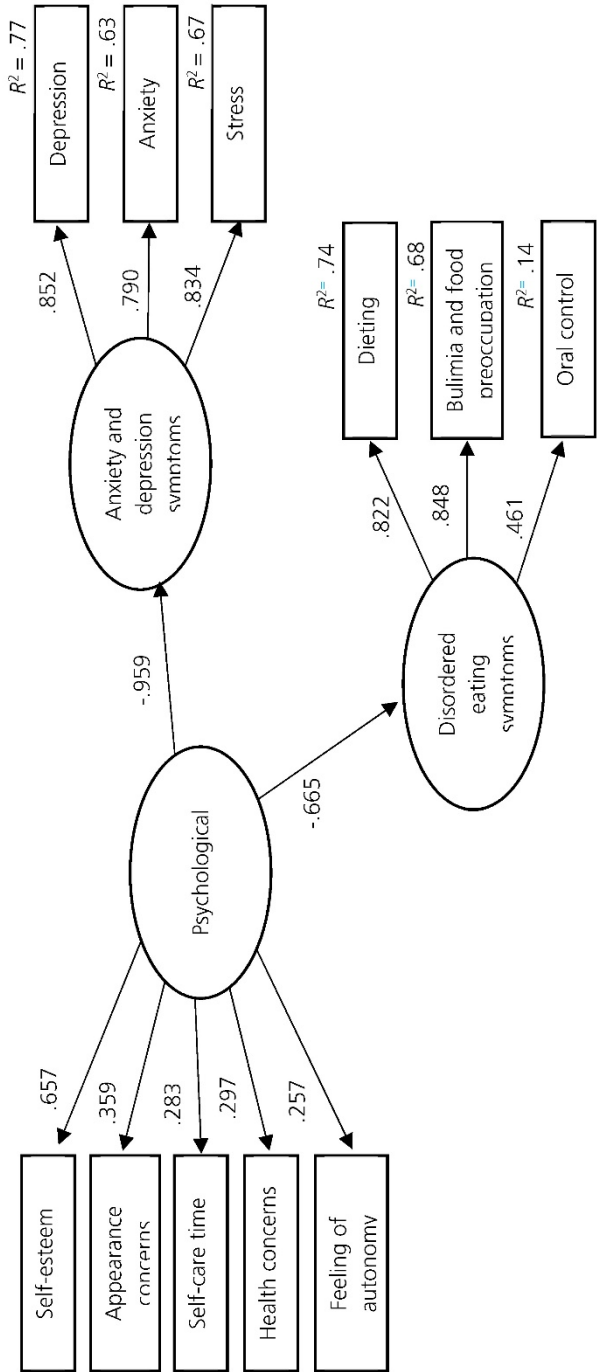 Self-esteem
Appearance
concerns
Self-care time
Health concerns
Feeling of
autonomy
.657
.359
.283
.297
.257
Psychological
-.959
-.665
Anxiety and
depression
symptoms
Disordered
eating
symptoms
.852
.790
.834
.822
.848
.461
R² = .77
Depression
R² = .63
Anxiety
R² = .67
Stress
R²= .74
Dieting
R²= .68
Bulimia and food
preoccupation
R²= .14
Oral control